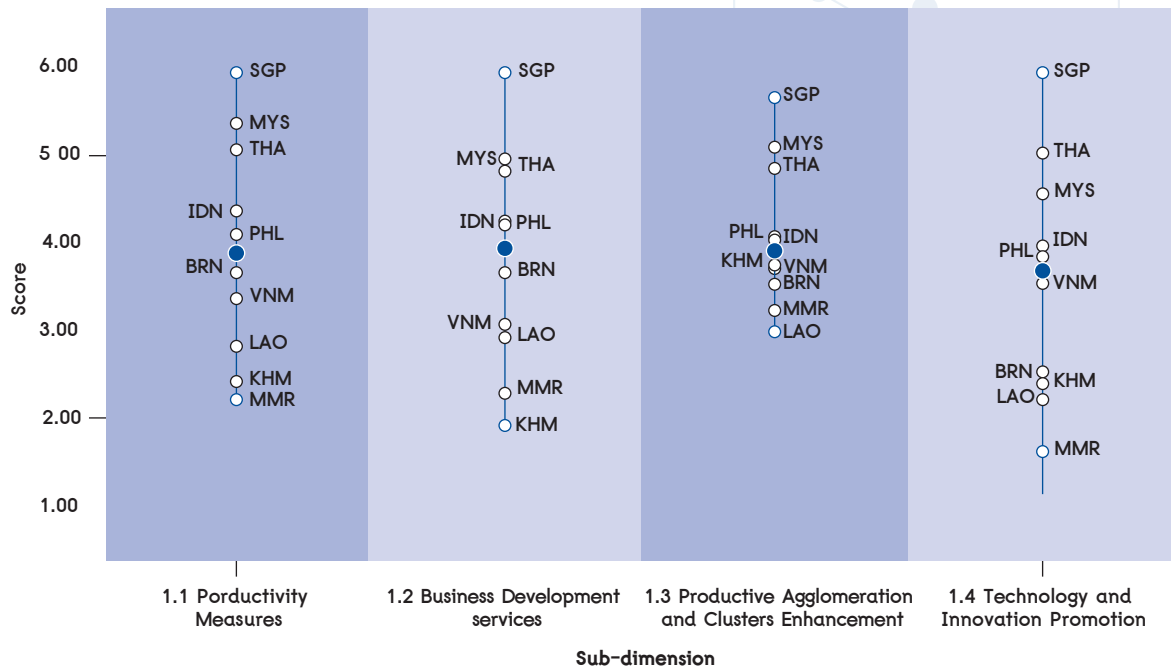 6.00
5 00
4.00
3.00
2.00
1.00
Score
SGP
MYS
THA
IDN
PHL
BRN
VNM
LAO
KHM
MMR
SGP
MYS
THA
IDN
PHL
BRN
VNM
LAO
MMR
KHM
SGP
MYS
THA
PHL
IDN
KHM
VNM
BRN
MMR
LAO
SGP
THA
MYS
IDN
PHL
VNM
BRN
KHM
LAO
MMR
1.1 Porductivity
Measures
1.2 Business Development
services
1.3 Productive Agglomeration
and Clusters Enhancement
1.4 Technology and
Innovation Promotion
Sub-dimension